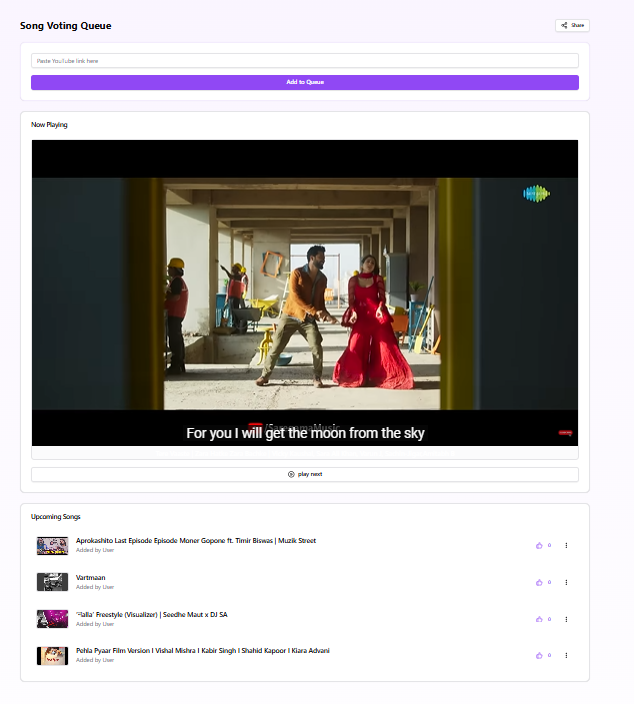 Song Voting Queue
Share
Paste YouTube link here
Add to Queue
Now Playing
For you I will get the moon from the sky
play next
Upcoming Songs
Aprokashito Last Episode Episode Moner Gopone ft. Timir Biswas | Muzik Street
Added by User
0
Vartmaan
Added by User
0
Freestyle (Visualizer) | Seedhe Maut x DJ SA
Added by User
0
Pehla Pyaar Film Version I Vishal Mishra I Kabir Singh I Shahid Kapoor I Kiara Advani
Added by User
0